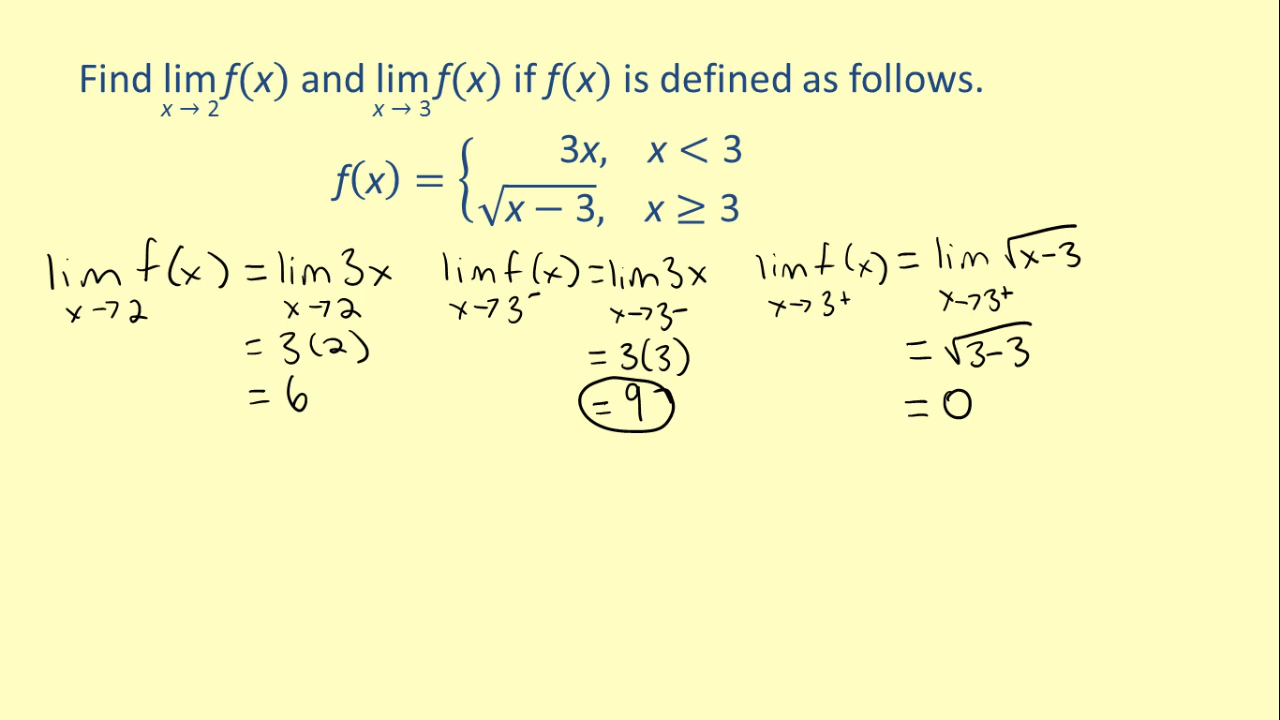 Find lim f(x) and lim f(x) if f(x) is defined as follows.
x → 2 x → 3
3x, x < 3
f(x) = {
√x − 3, x ≥ 3
lim f(x) = lim 3x
x→2 x→2
= 3(2)
= 6
lim f(x) = lim 3x
x→3⁻ x→3⁻
= 3(3)
= 9
lim f(x) = lim √x-3
x→3⁺ x→3⁺
= √3-3
= 0